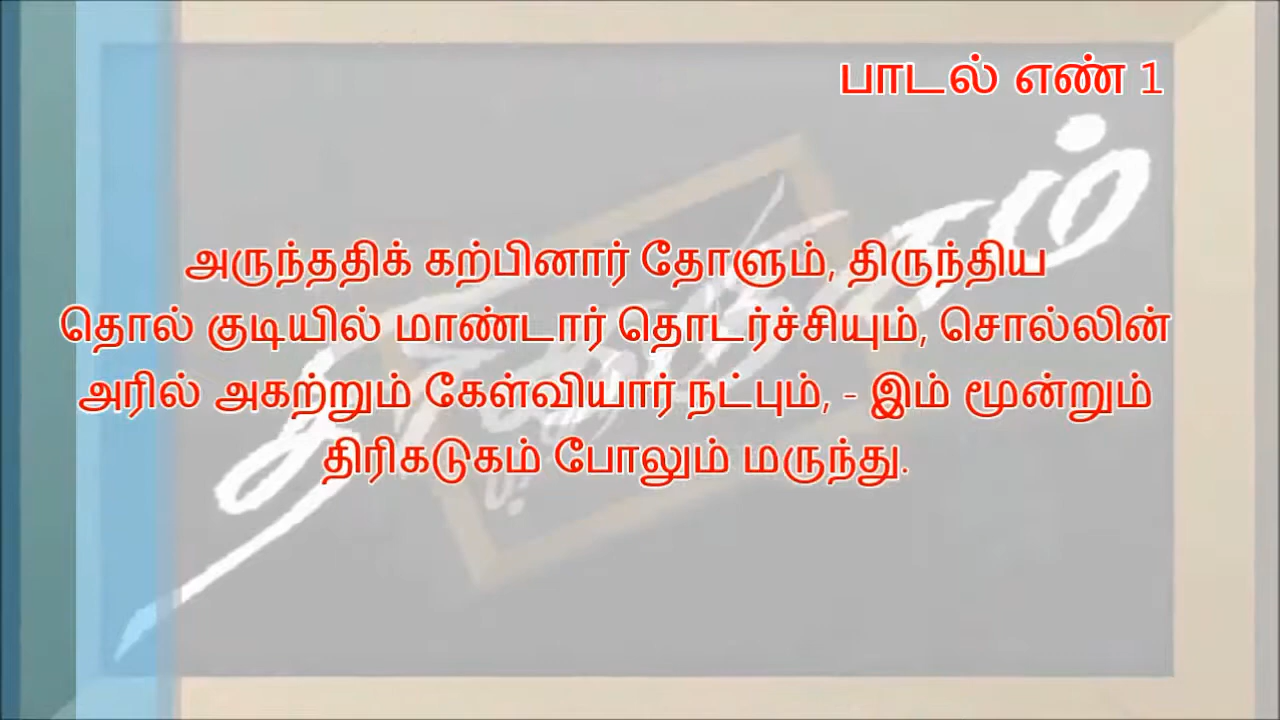 பாடல் எண் 1
அருந்ததிக் கற்பினார் தோளும், திருந்திய
தொல் குடியில் மாண்டார் தொடர்ச்சியும், சொல்லின்
அரில் அகற்றும் கேள்வியார் நட்பும், - இம் மூன்றும்
திரிகடுகம் போலும் மருந்து.